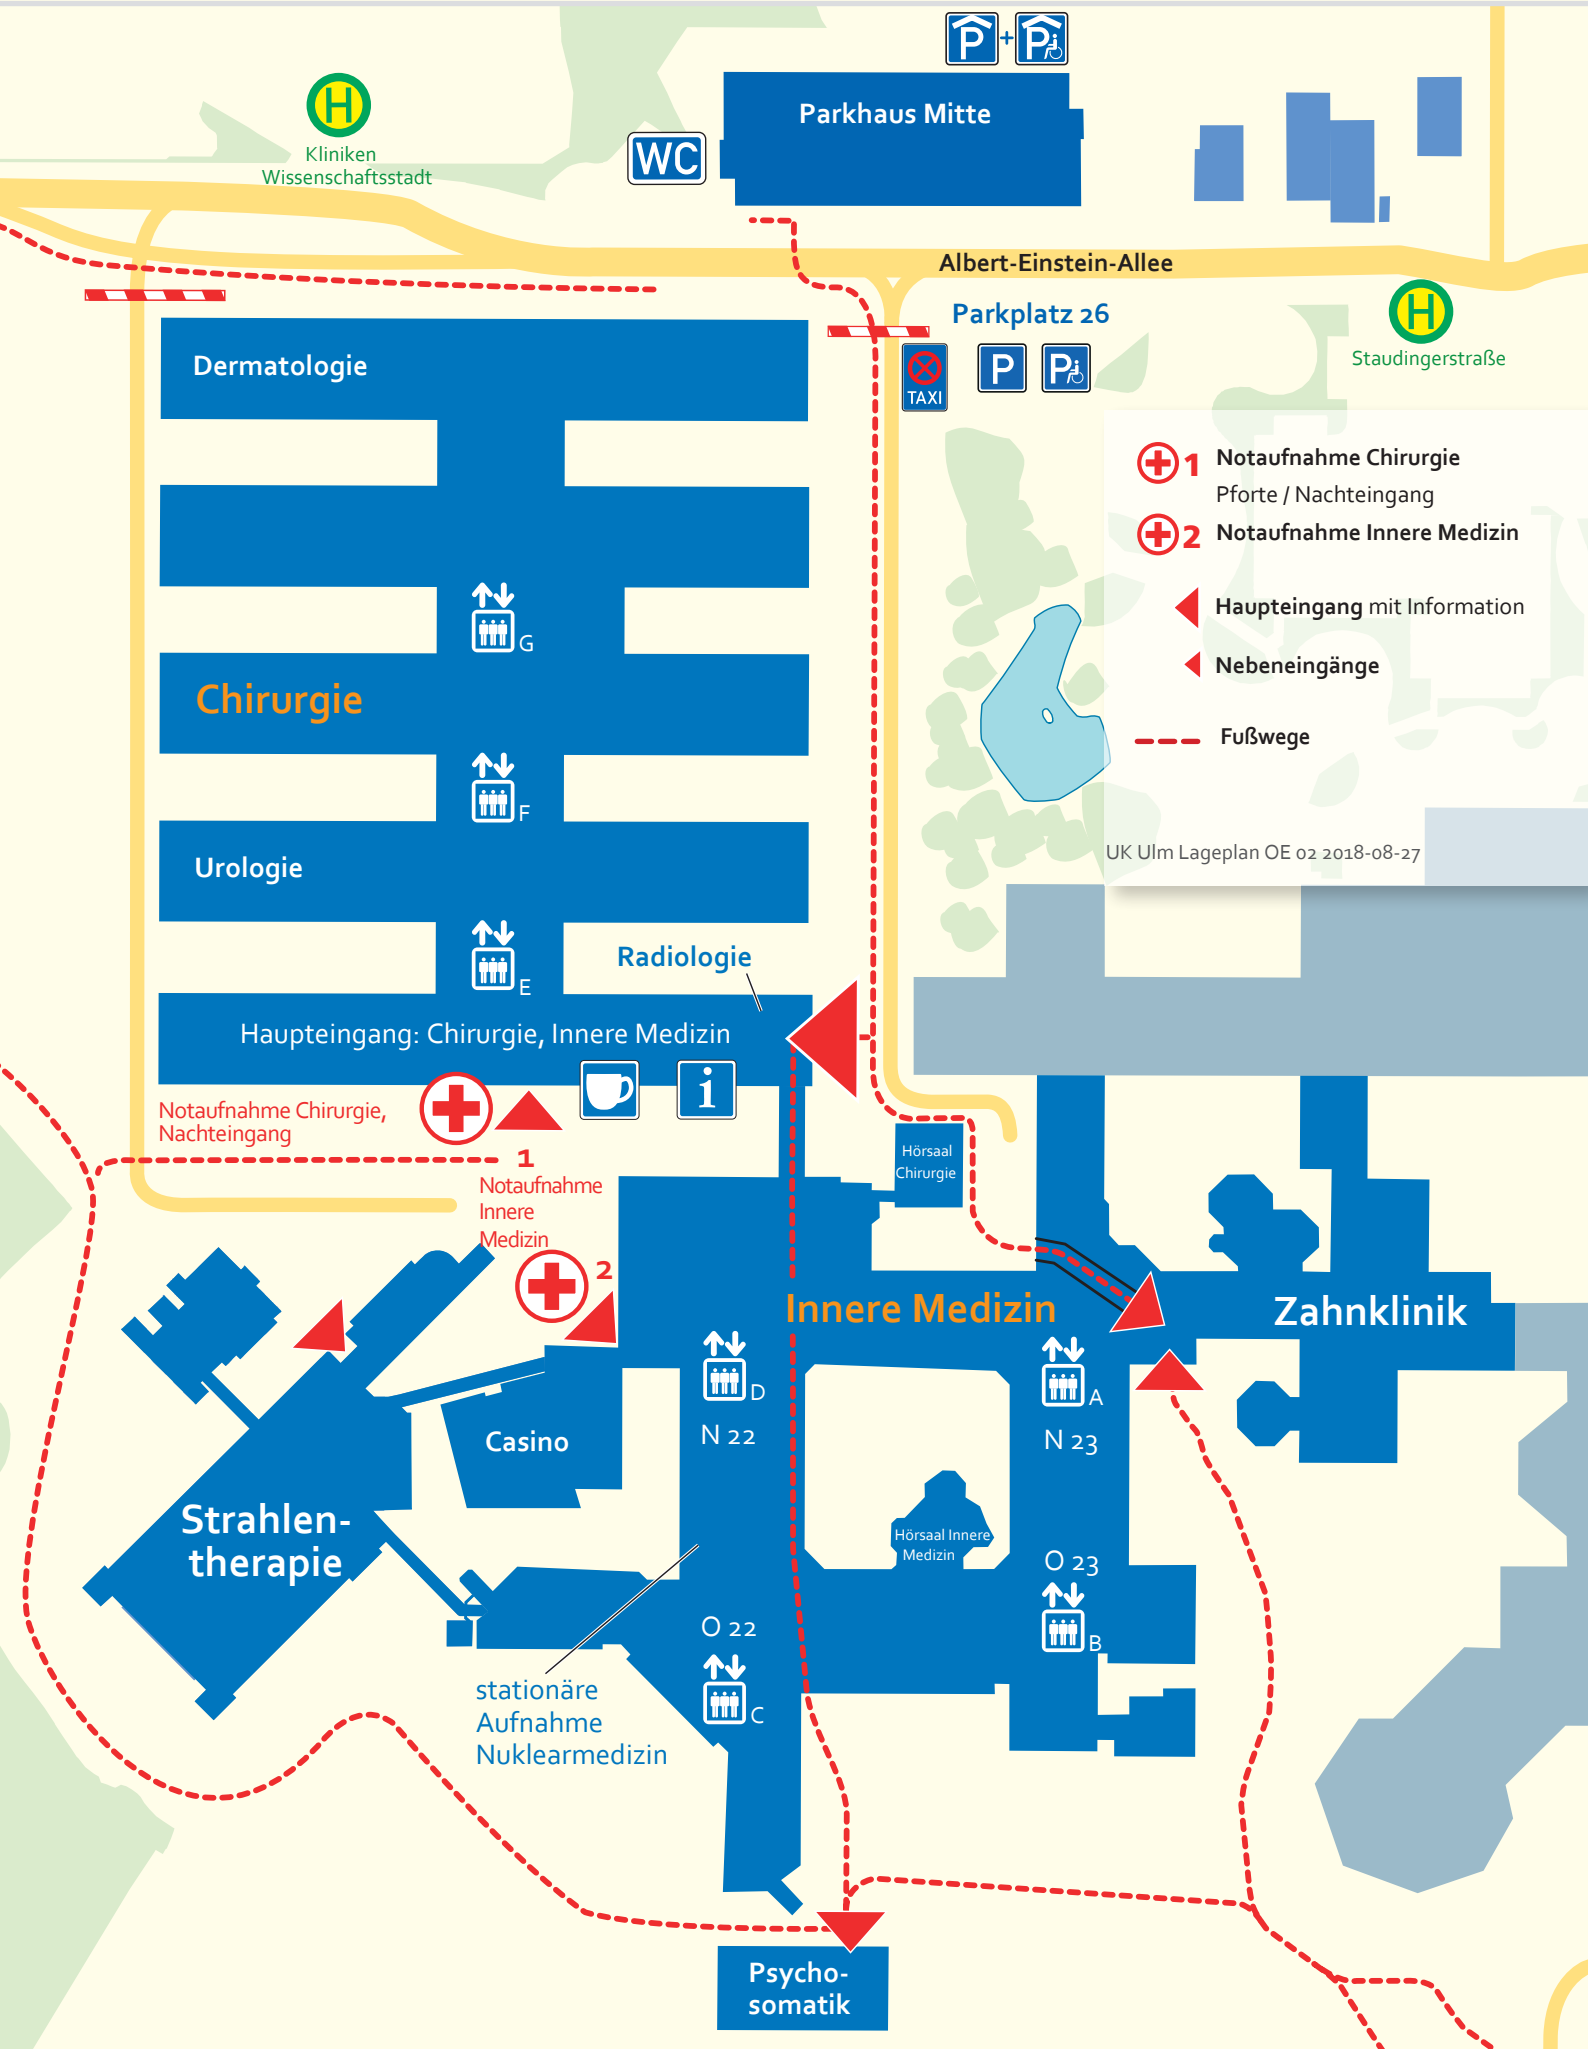 P
+
P
H
Kliniken
Wissenschaftsstadt
WC
Parkhaus Mitte
Albert-Einstein-Allee
Parkplatz 26
TAXI
P
P
H
Staudingerstraße
Dermatologie
1 Notaufnahme Chirurgie
Pforte / Nachteingang
2 Notaufnahme Innere Medizin
Haupteingang mit Information
Nebeneingänge
Fußwege
UK Ulm Lageplan OE 02 2018-08-27
G
Chirurgie
F
Urologie
E
Radiologie
Haupteingang: Chirurgie, Innere Medizin
i
Notaufnahme Chirurgie,
Nachteingang
1
Notaufnahme
Innere
Medizin
2
Hörsaal
Chirurgie
Innere Medizin
Zahnklinik
D
N 22
A
N 23
Casino
Strahlen-
therapie
Hörsaal Innere
Medizin
O 23
B
O 22
C
stationäre
Aufnahme
Nuklearmedizin
Psycho-
somatik